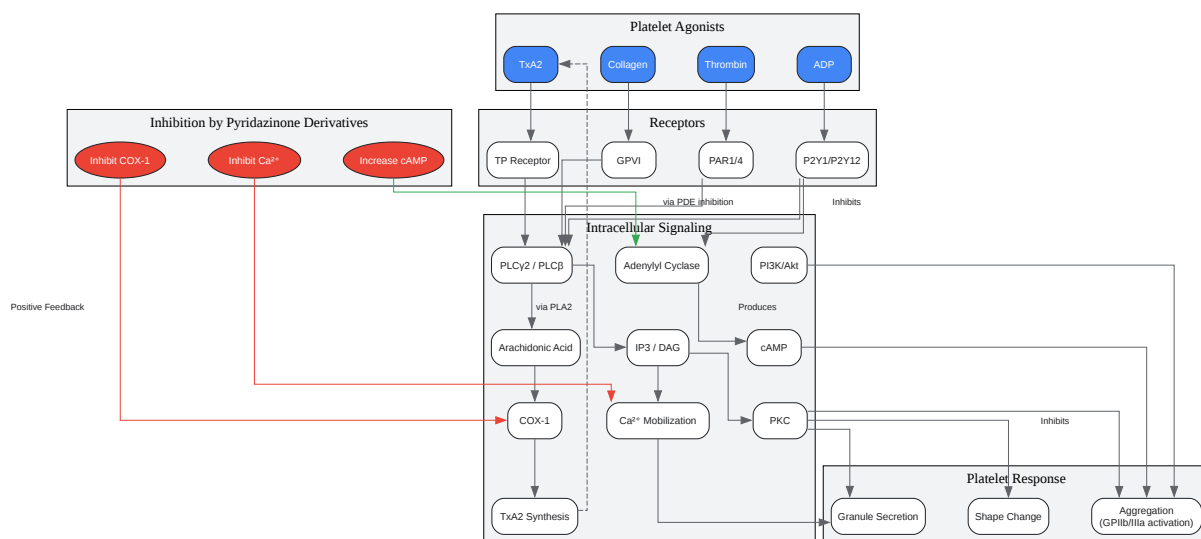 Platelet Agonists
TxA2
Collagen
Thrombin
ADP
Inhibition by Pyridazinone Derivatives
Inhibit COX-1
Inhibit Ca²⁺
Increase cAMP
Receptors
TP Receptor
GPVI
PAR1/4
P2Y1/P2Y12
via PDE inhibition
Inhibits
Intracellular Signaling
PLCγ2 / PLCβ
Adenylyl Cyclase
PI3K/Akt
Positive Feedback
via PLA2
Produces
Arachidonic Acid
IP3 / DAG
cAMP
COX-1
Ca²⁺ Mobilization
PKC
Inhibits
Platelet Response
TxA2 Synthesis
Granule Secretion
Shape Change
Aggregation
(GPIIb/IIIa activation)